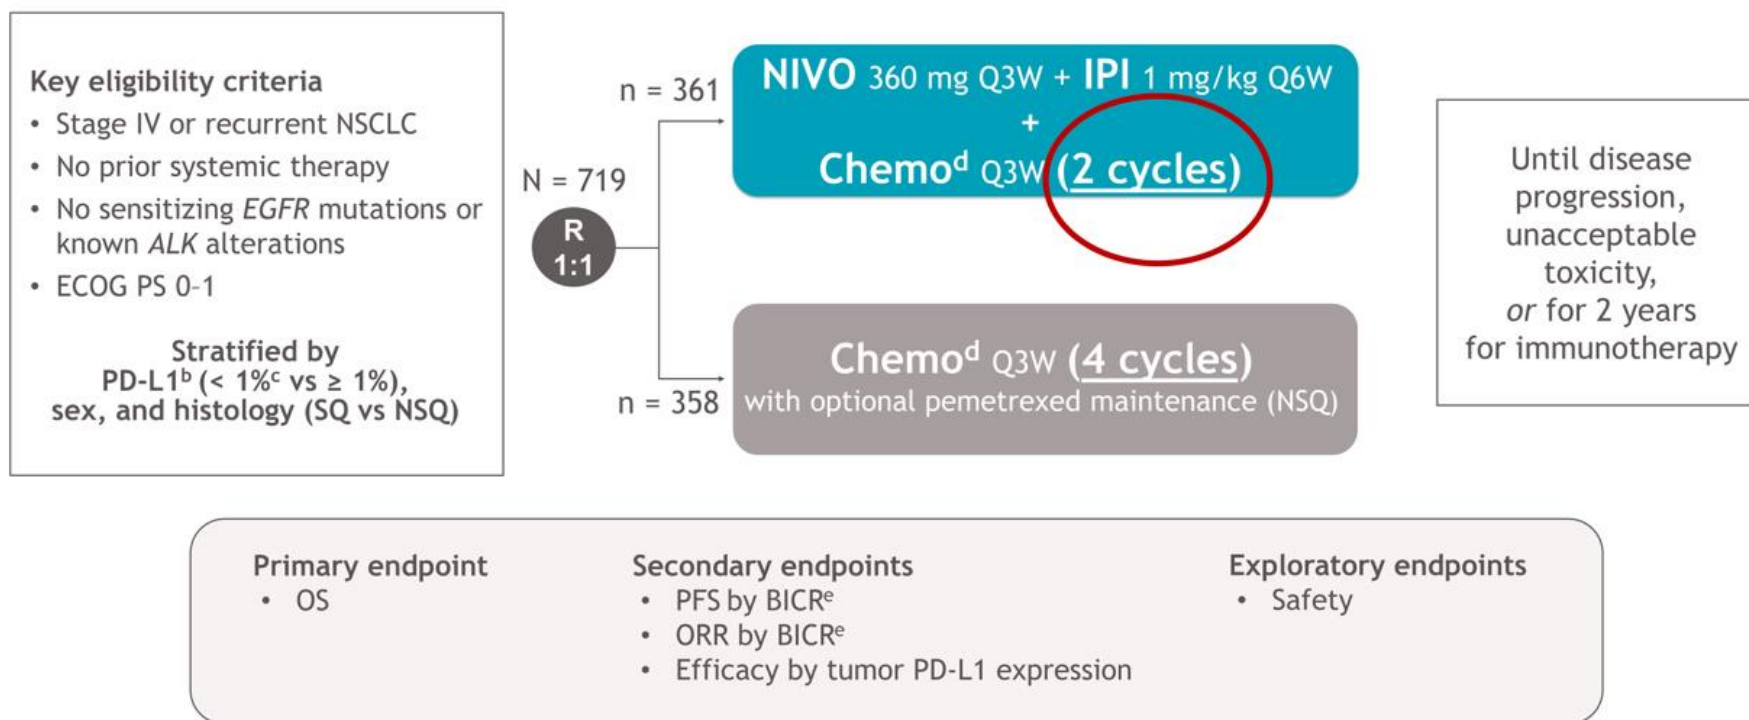 Key eligibility criteria
• Stage IV or recurrent NSCLC
• No prior systemic therapy
• No sensitizing EGFR mutations or
known ALK alterations
• ECOG PS 0–1
Stratified by
PD-L1ᵇ (< 1%ᶜ vs ≥ 1%),
sex, and histology (SQ vs NSQ)
N = 719
R
1:1
n = 361
NIVO 360 mg Q3W + IPI 1 mg/kg Q6W
+
Chemoᵈ Q3W (2 cycles)
n = 358
Chemoᵈ Q3W (4 cycles)
with optional pemetrexed maintenance (NSQ)
Until disease
progression,
unacceptable
toxicity,
or for 2 years
for immunotherapy
Primary endpoint
• OS
Secondary endpoints
• PFS by BICRᵉ
• ORR by BICRᵉ
• Efficacy by tumor PD-L1 expression
Exploratory endpoints
• Safety